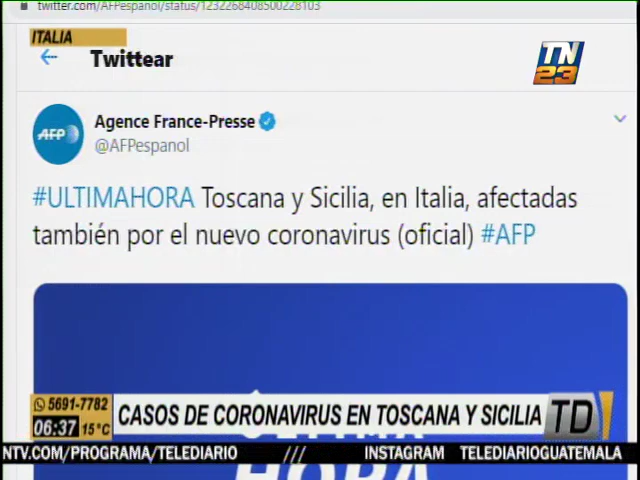 twitter.com/AFPespanol/status/1232268408500228103
ITALIA
Twittear
TN
23
AFP
Agence France-Presse
@AFPespanol
#ULTIMAHORA Toscana y Sicilia, en Italia, afectadas
también por el nuevo coronavirus (oficial) #AFP
5691-7782
06:37 15°C
CASOS DE CORONAVIRUS EN TOSCANA Y SICILIA
TD
HORA
NTV.COM/PROGRAMA/TELEDIARIO /// INSTAGRAM TELEDIARIOGUATEMALA